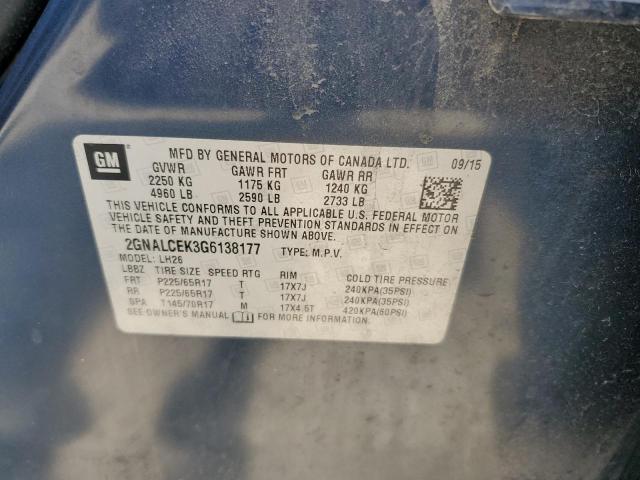 GM
MFD BY GENERAL MOTORS OF CANADA LTD. 09/15
GVWR GAWR FRT GAWR RR
2250 KG 1175 KG 1240 KG
4960 LB 2590 LB 2733 LB
THIS VEHICLE CONFORMS TO ALL APPLICABLE U.S. FEDERAL MOTOR
VEHICLE SAFETY AND THEFT PREVENTION STANDARDS IN EFFECT ON
THE DATE OF MANUFACTURE SHOWN ABOVE.
2GNALCEK3G6138177 TYPE: M.P.V.
MODEL: LH26
LBBZ TIRE SIZE SPEED RTG RIM COLD TIRE PRESSURE
FRT P225/65R17 T 17X7J 240KPA(35PSI)
RR P225/65R17 T 17X7J 240KPA(35PSI)
SPA T145/70R17 M 17X4.5T 420KPA(60PSI)
SEE OWNER'S MANUAL FOR MORE INFORMATION.